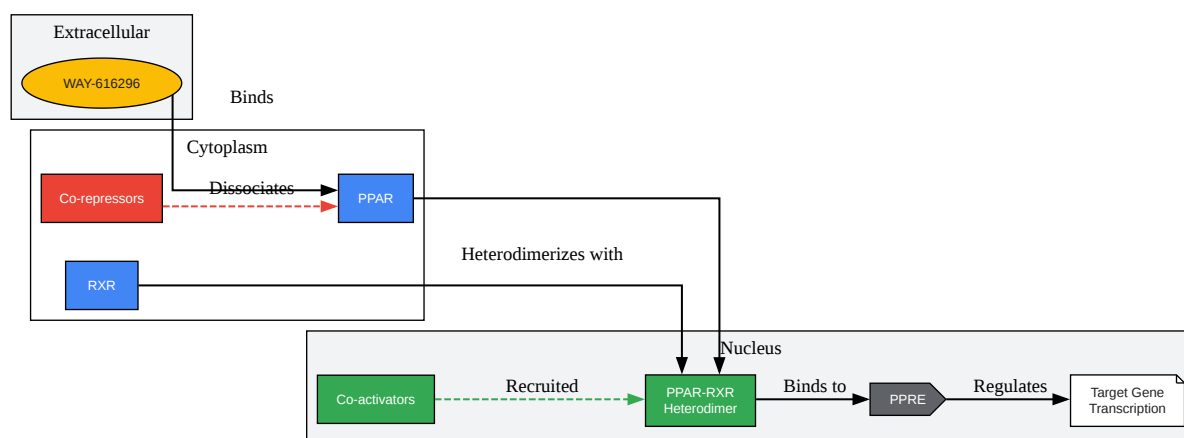 Extracellular
WAY-616296
Binds
Cytoplasm
Co-repressors
Dissociates
PPAR
RXR
Heterodimerizes with
Nucleus
Co-activators
Recruited
PPAR-RXR
Heterodimer
Binds to
PPRE
Regulates
Target Gene
Transcription